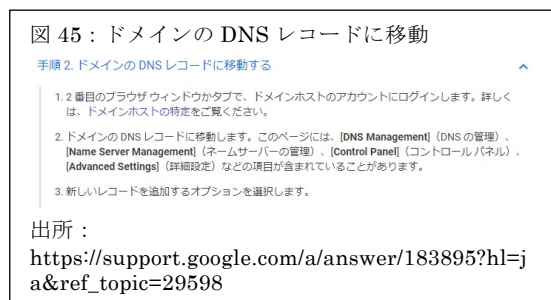 図 45：ドメインの DNS レコードに移動
手順 2. ドメインの DNS レコードに移動する
1. 2 番目のブラウザ ウィンドウかタブで、ドメインホストのアカウントにログインします。詳しく
は、ドメインホストの特定をご覧ください。
2. ドメインの DNS レコードに移動します。このページには、[DNS Management]（DNS の管理）、
[Name Server Management]（ネームサーバーの管理）、[Control Panel]（コントロール パネル）、
[Advanced Settings]（詳細設定）などの項目が含まれていることがあります。
3. 新しいレコードを追加するオプションを選択します。
出所：
https://support.google.com/a/answer/183895?hl=j
a&ref_topic=29598